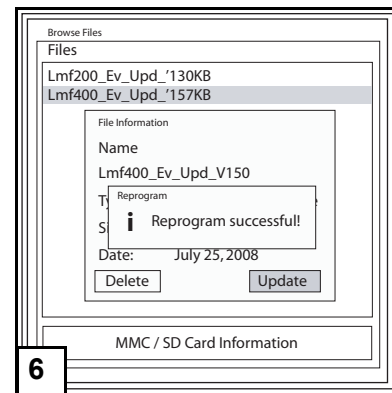 Browse Files
Files
Lmf200_Ev_Upd_'130KB
Lmf400_Ev_Upd_'157KB
File Information
Name
Lmf400_Ev_Upd_V150
Reprogram
i Reprogram successful!
Date: July 25, 2008
Delete Update
MMC / SD Card Information
6